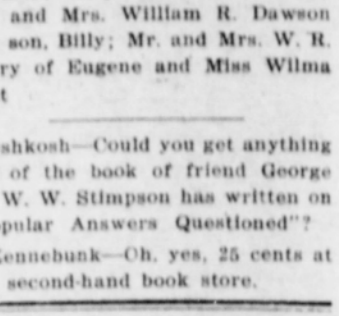 and Mrs. William R. Dawson
son, Billy; Mr. and Mrs. W. R.
ry of Eugene and Miss Wilma
t
shkosh—Could you get anything
of the book of friend George
W. W. Stimpson has written on
opular Answers Questioned"?
Kennebunk—Oh, yes, 25 cents at
second-hand book store.